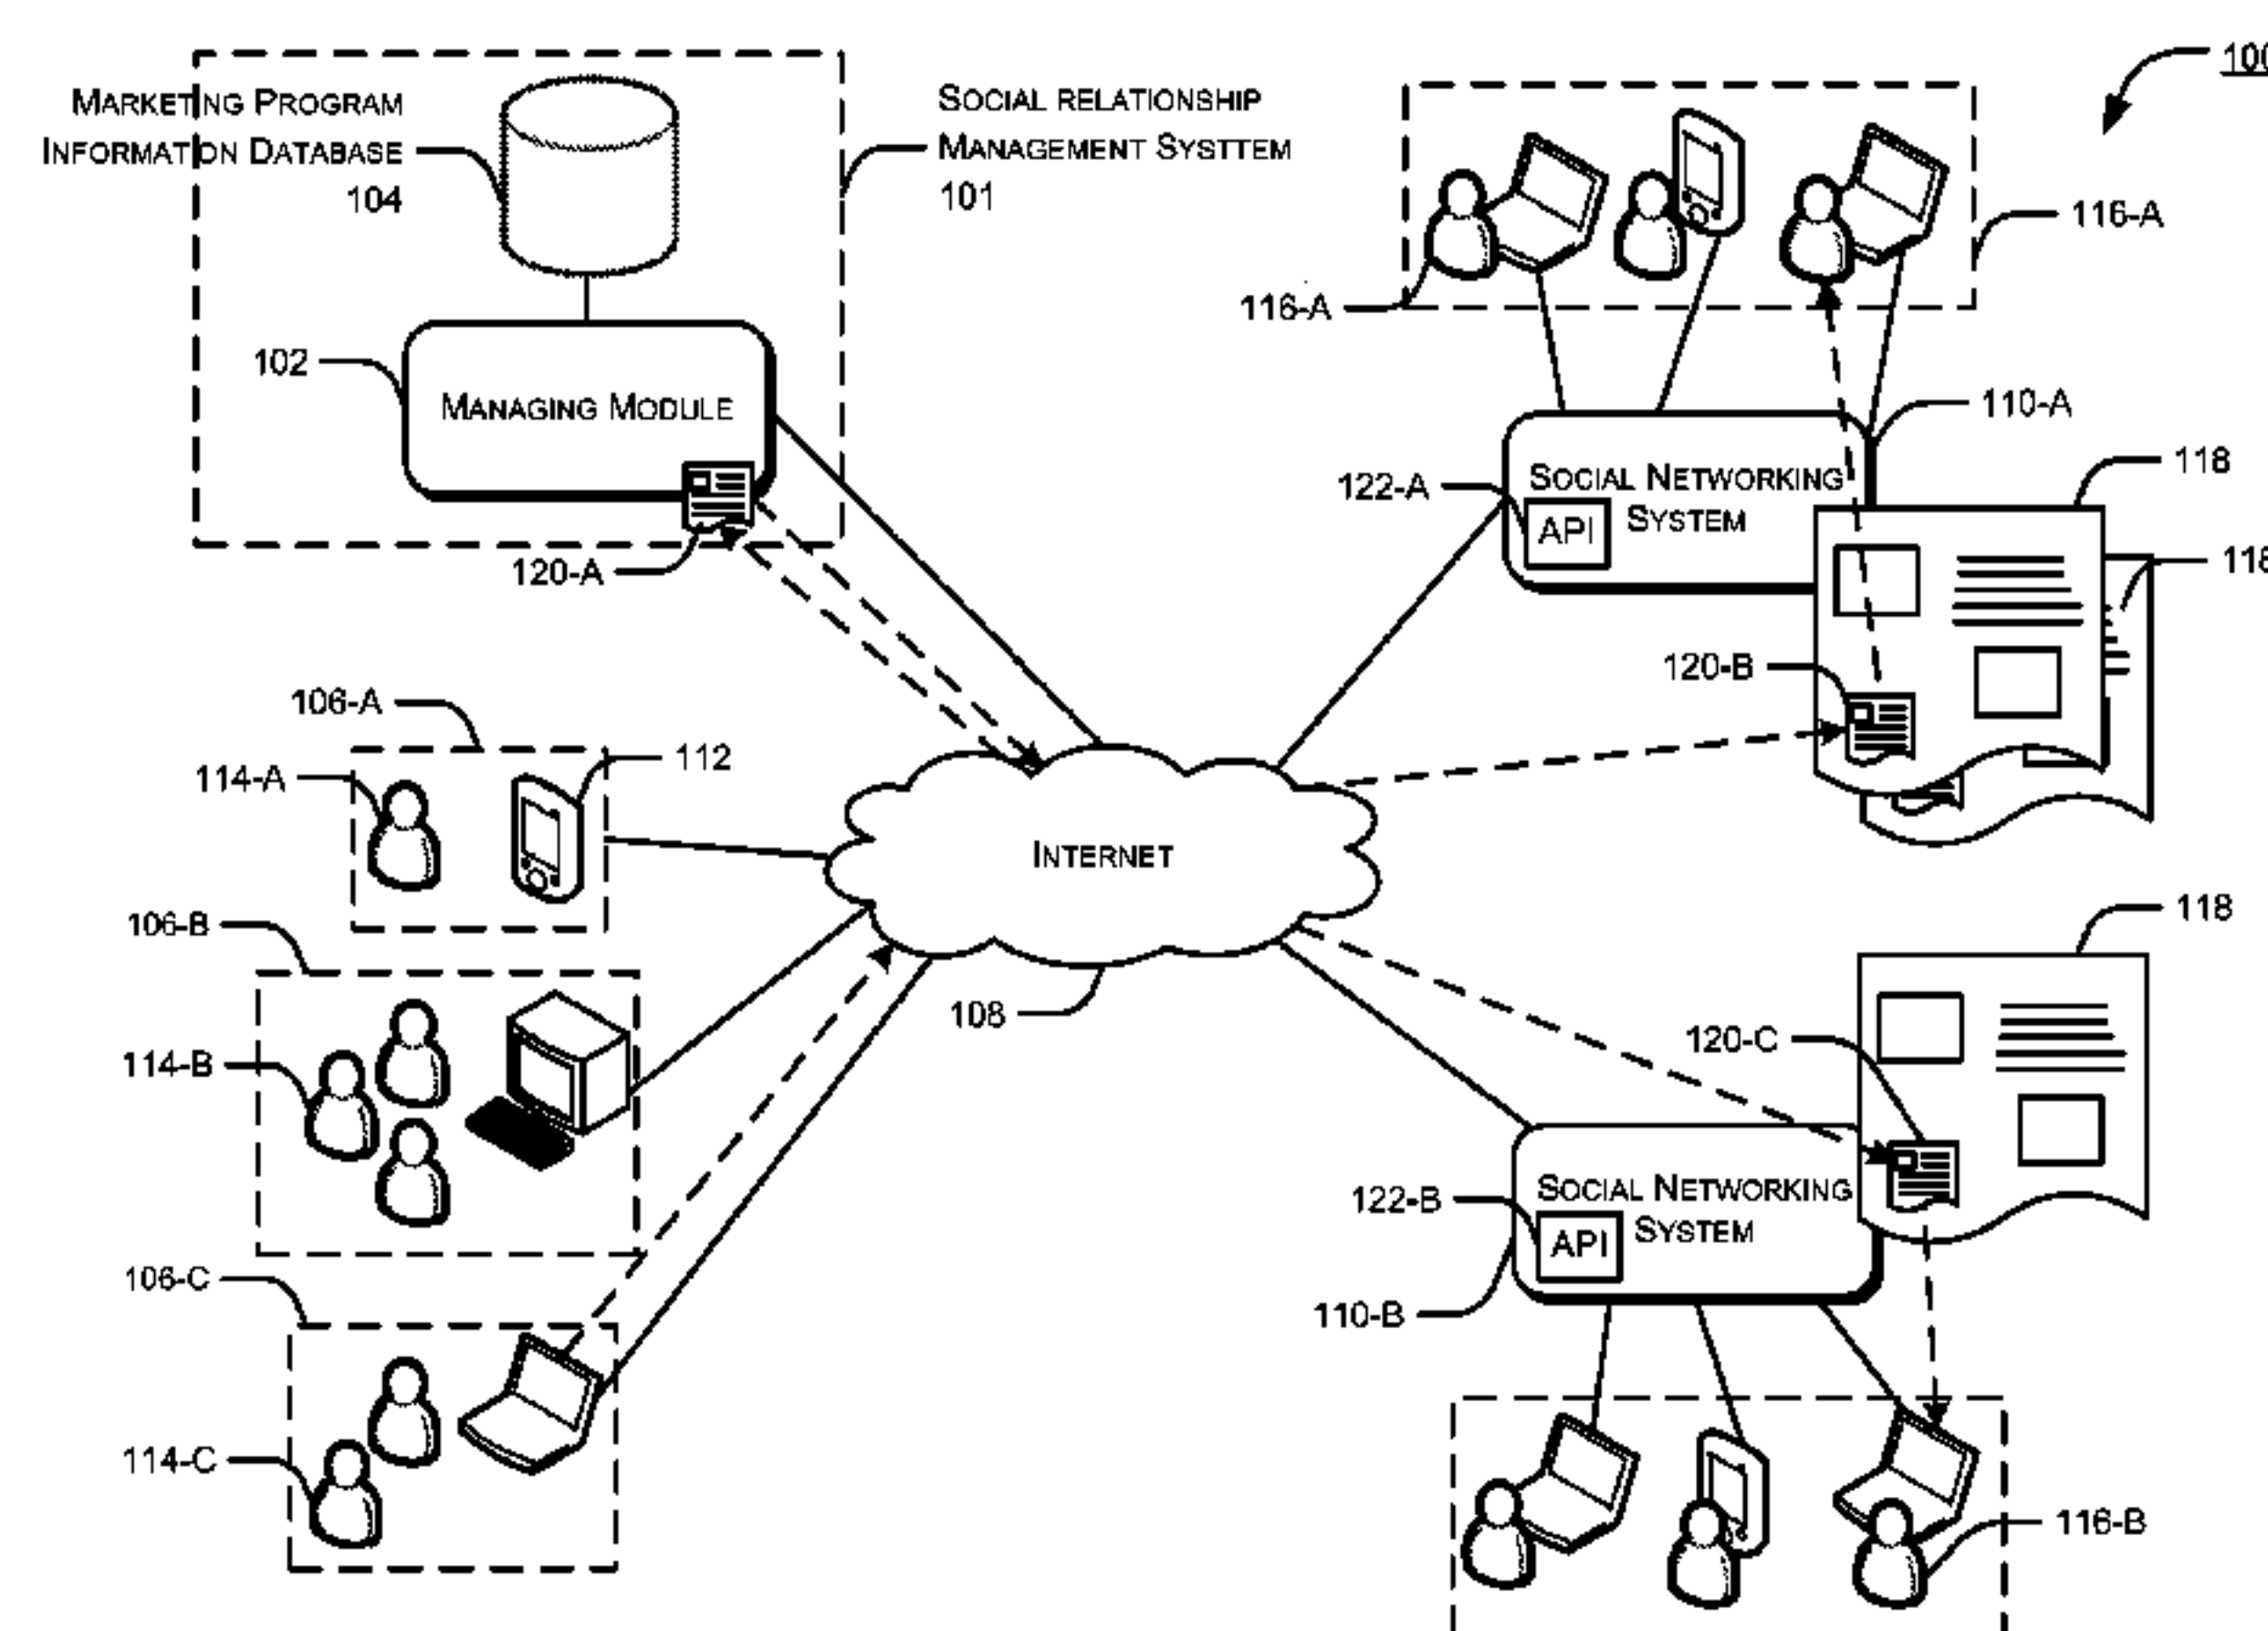 100
MARKETING PROGRAM
INFORMATION DATABASE
104
SOCIAL RELATIONSHIP
MANAGEMENT SYSTTEM
101
116-A
116-A
102
MANAGING MODULE
110-A
118
122-A
SOCIAL NETWORKING
SYSTEM
API
120-A
118
120-B
106-A
112
114-A
INTERNET
106-B
118
108
120-C
114-B
122-B
SOCIAL NETWORKING
SYSTEM
API
106-C
110-B
114-C
116-B